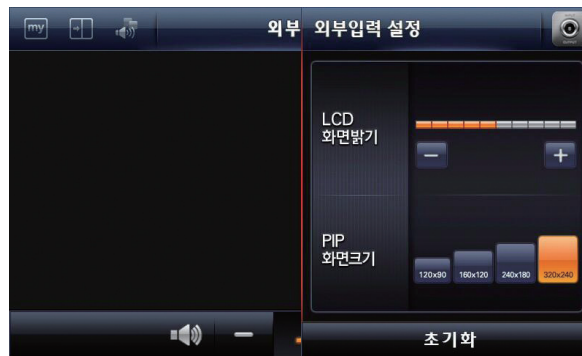 my
외부
외부입력 설정
LCD
화면밝기
PIP
화면크기
120x90
160x120
240x180
320x240
초기화